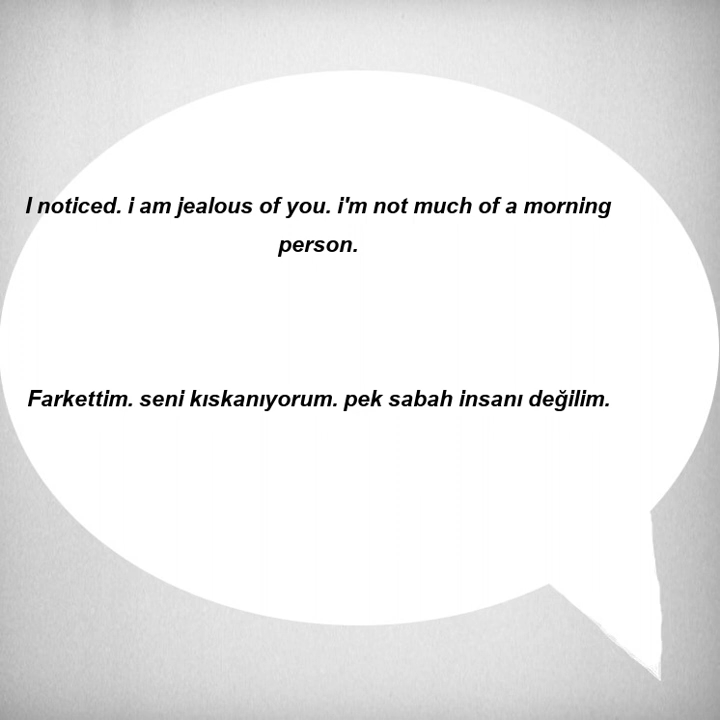 I noticed. i am jealous of you. i'm not much of a morning
person.
Farkettim. seni kıskanıyorum. pek sabah insanı değilim.